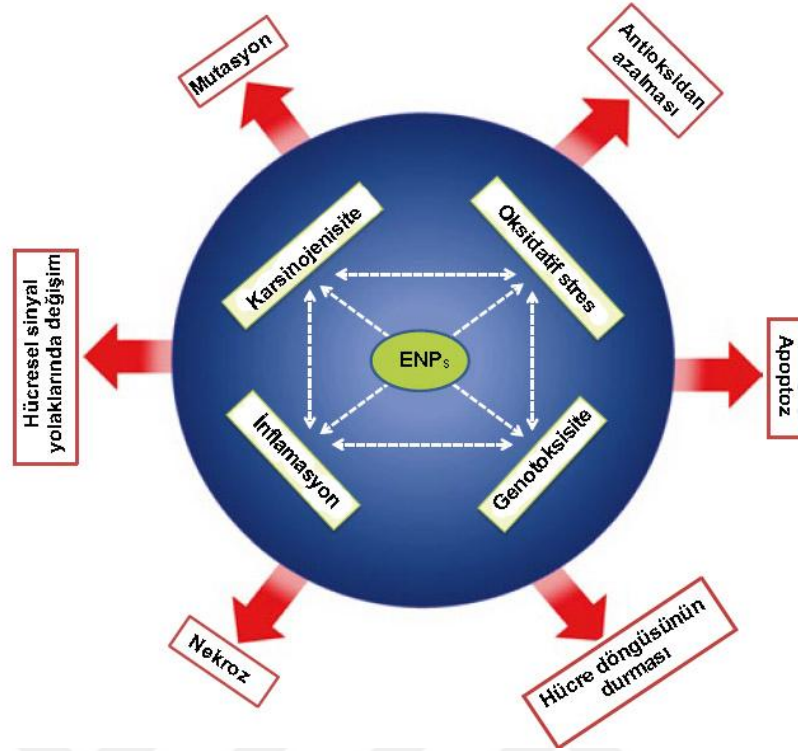 Mutasyon
Antioksidan
azalması
Karsinojenisite
Oksidatif stres
Hücresel sinyal
yolaklarında değişim
ENPs
Apoptoz
İnflamasyon
Genotoksisite
Nekroz
Hücre döngüsünün
durması